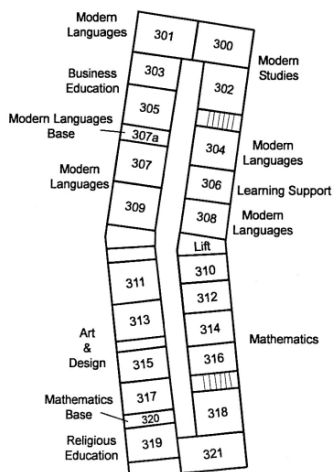 Modern
Languages
301
300
Modern
Studies
Business
Education
303
302
305
Modern Languages
Base
307a
304
Modern
Languages
Modern
Languages
307
306
Learning Support
309
308
Modern
Languages
Lift
310
311
312
313
314
Mathematics
Art
&
Design
315
316
317
Mathematics
Base
320
318
Religious
Education
319
321